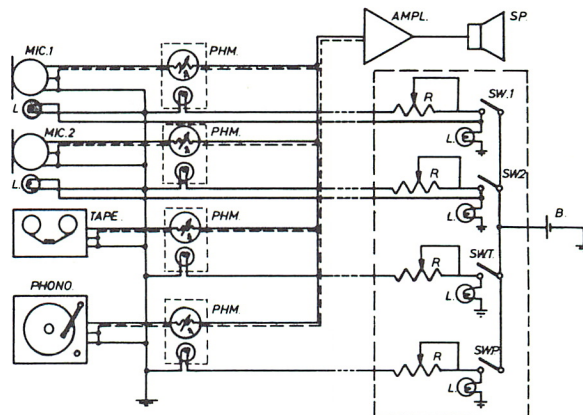 AMPL. SP.
MIC.1 PHM.
L. R SW.1
L.
MIC.2 PHM.
L. R SW2
L.
TAPE. PHM.
R SWT. B.
L.
PHONO. PHM.
R SWP.
L.